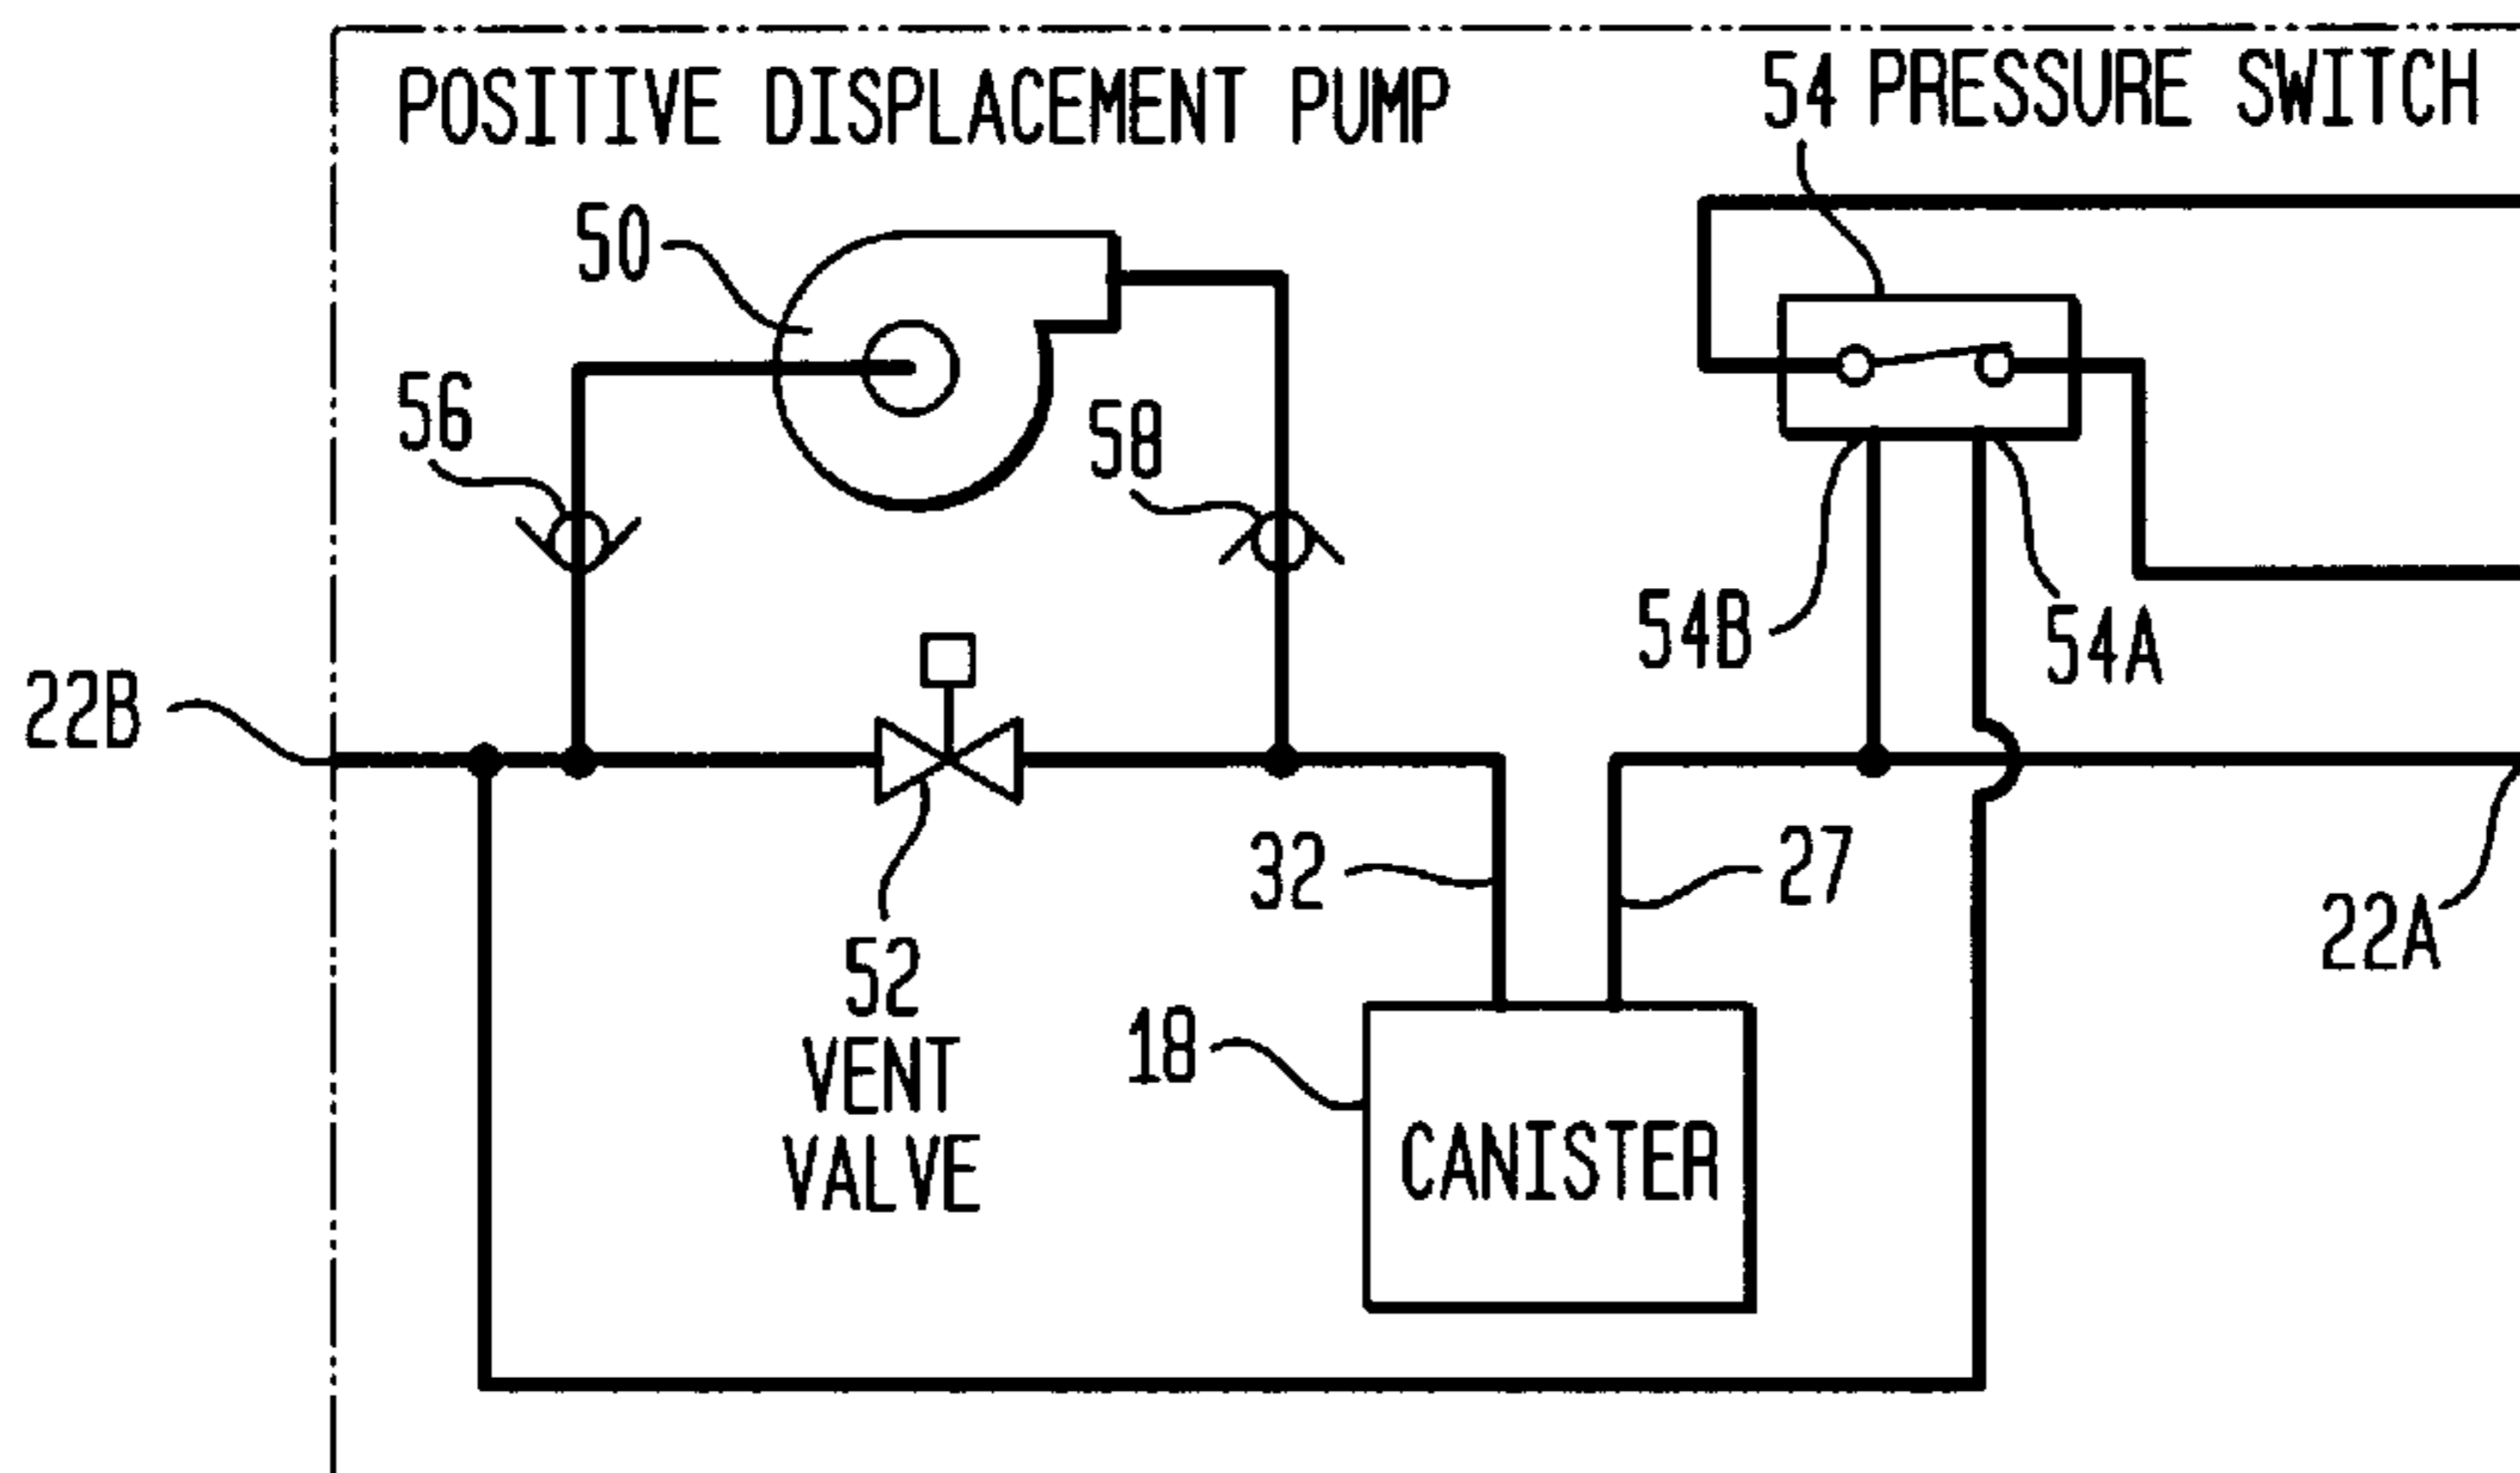 POSITIVE DISPLACEMENT PUMP
54 PRESSURE SWITCH
50
56
58
54B
54A
22B
32
27
22A
52
VENT
VALVE
18
CANISTER